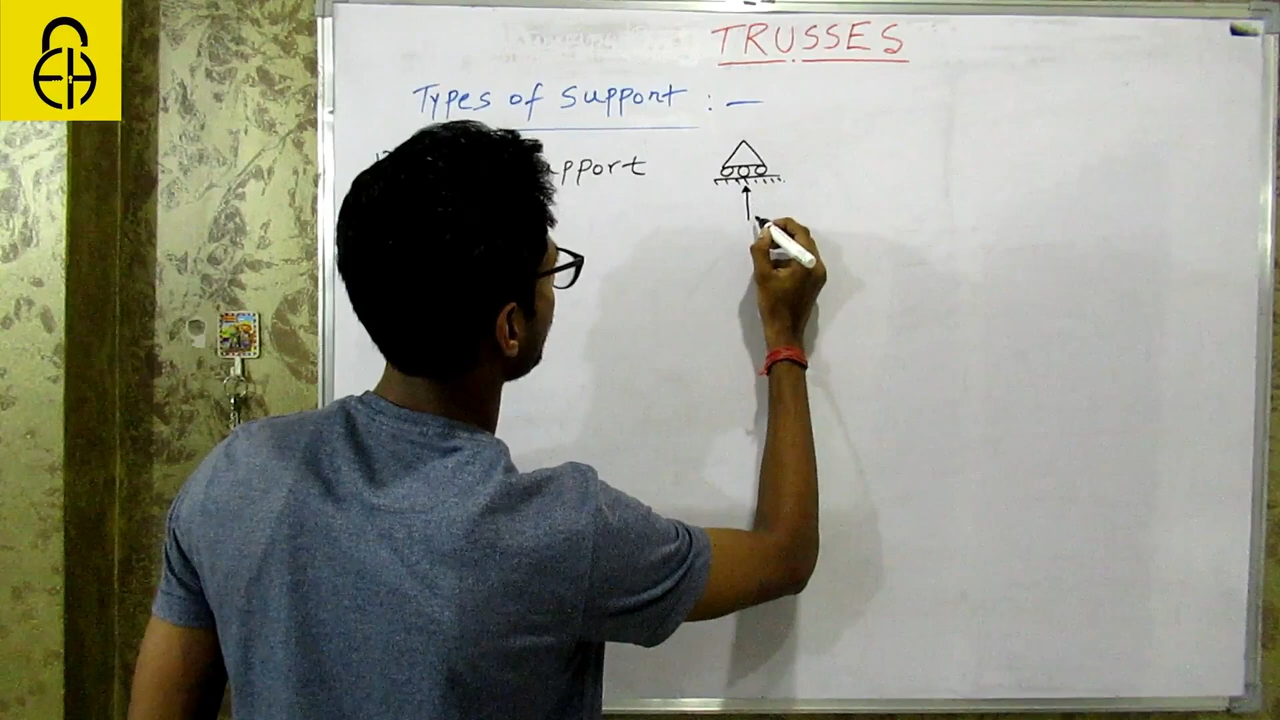 TRUSSES
Types of Support : —
pport